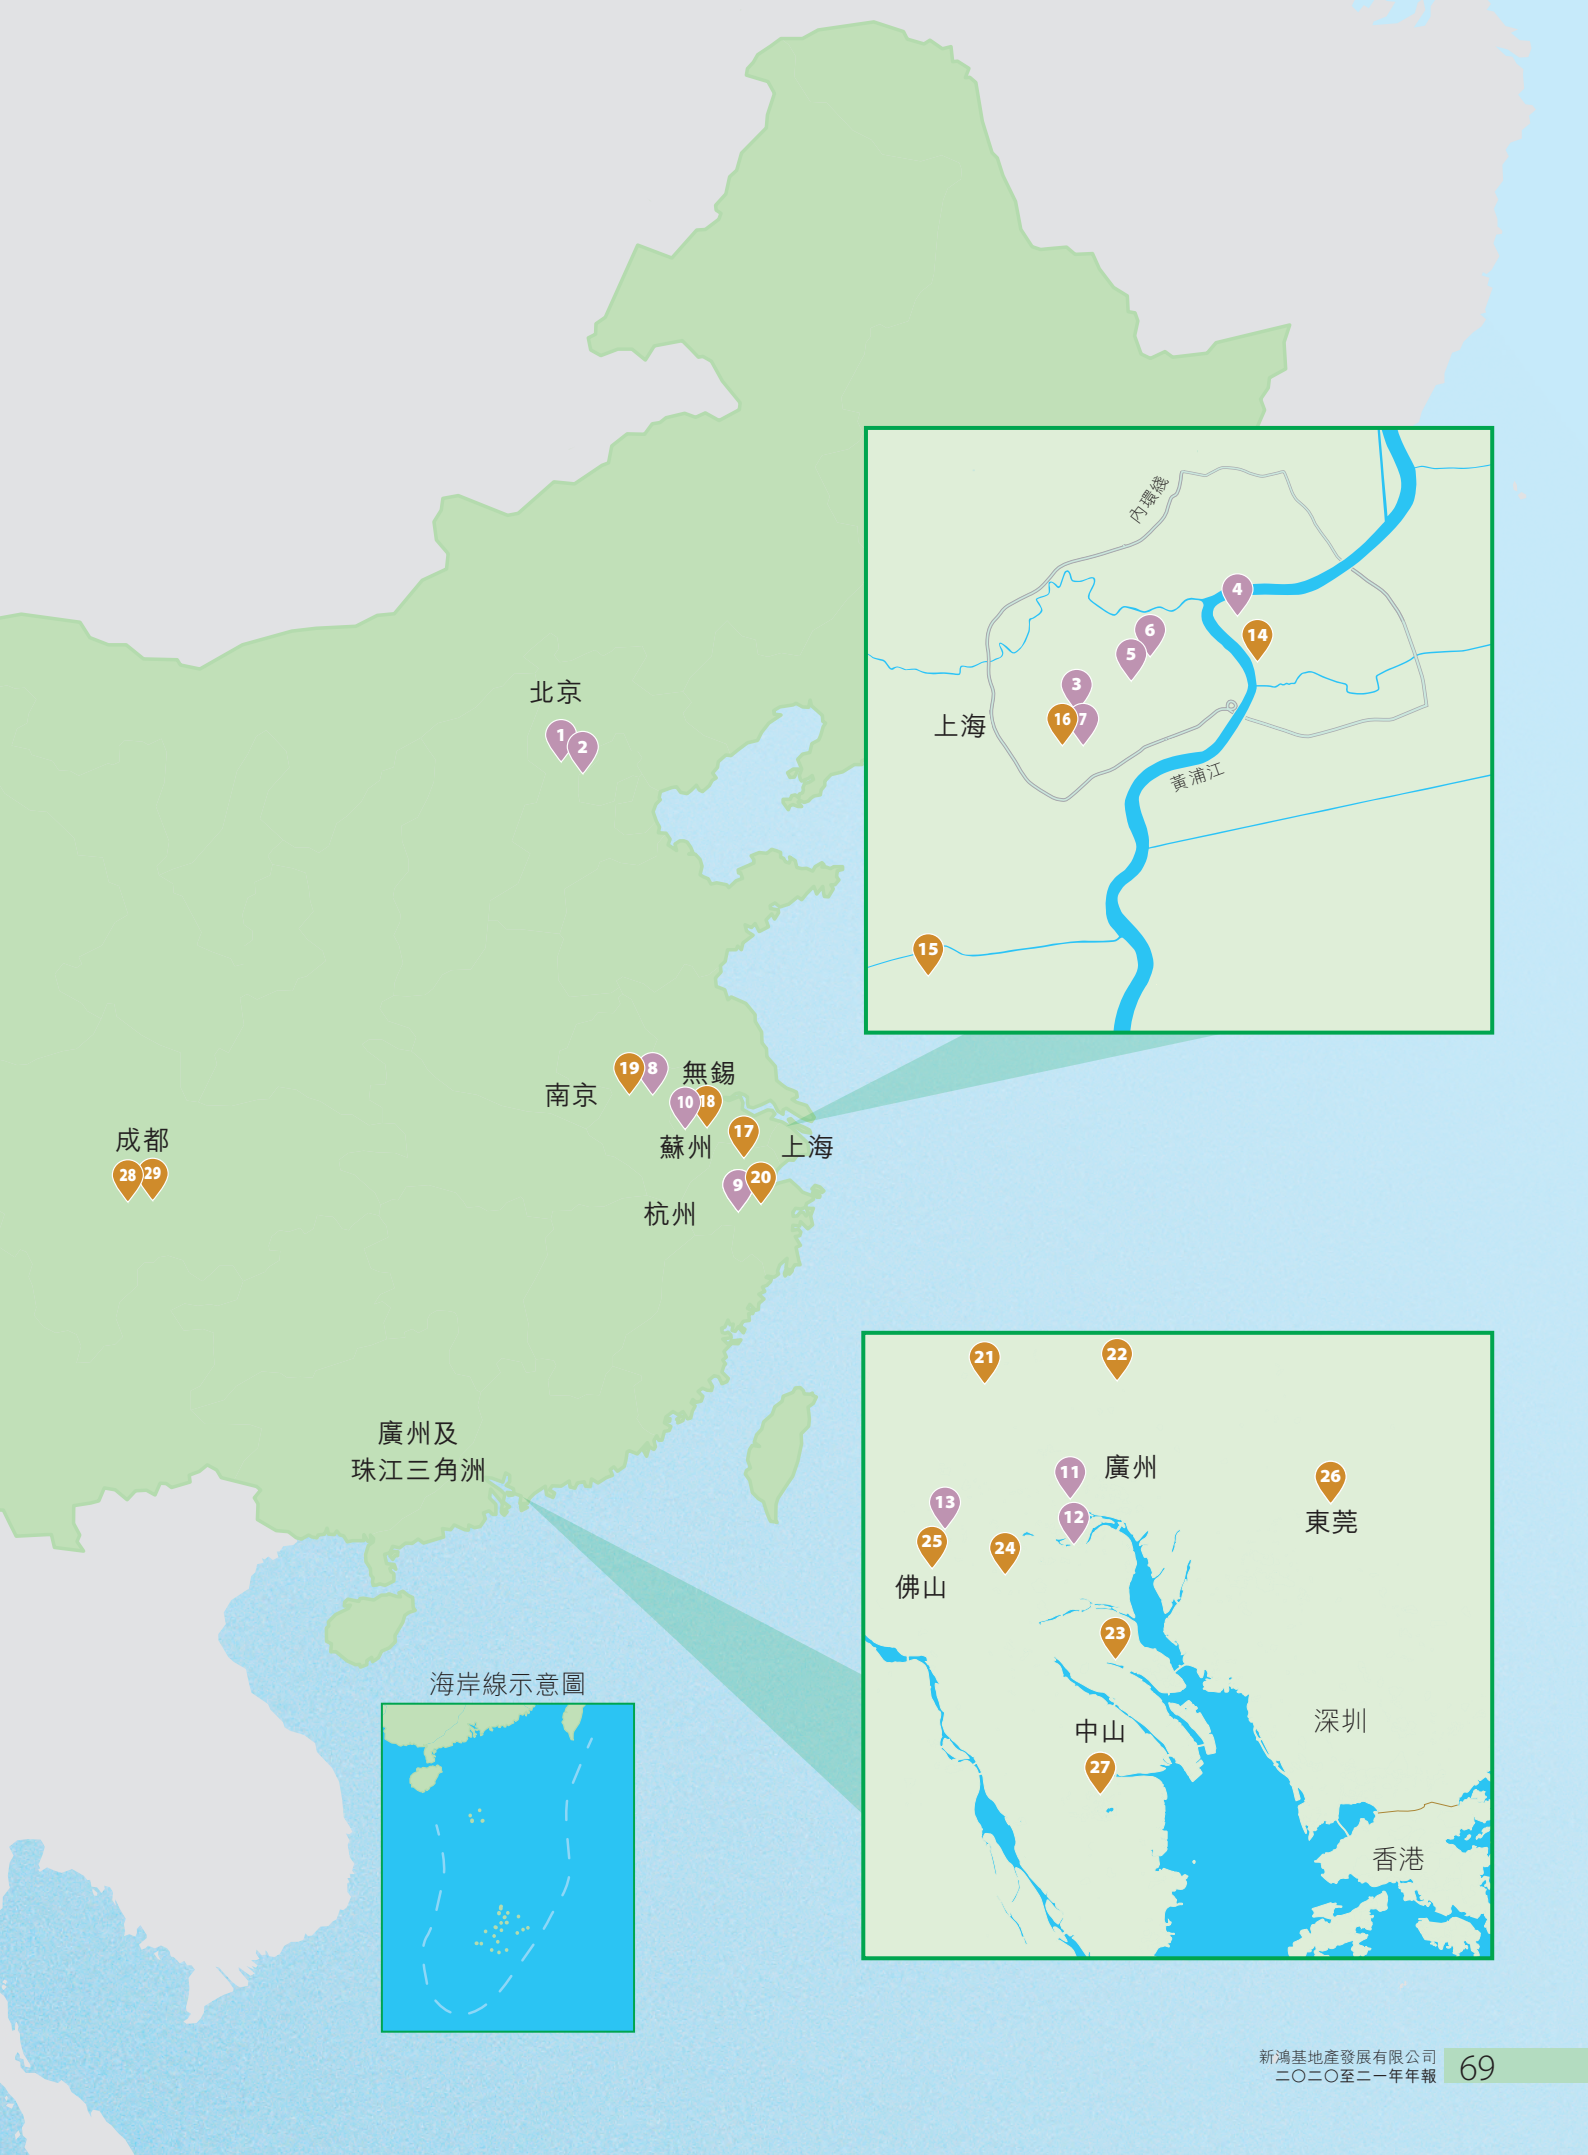 內環綫
4
6
14
5
3
16
7
上海
黃浦江
15
北京
1
2
19
8
無錫
南京
10
18
17
蘇州
上海
9
20
杭州
成都
28
29
廣州及
珠江三角洲
21
22
11
廣州
26
13
12
東莞
25
24
佛山
23
中山
深圳
27
香港
海岸線示意圖
新鴻基地產發展有限公司
二〇二〇至二一年年報
69